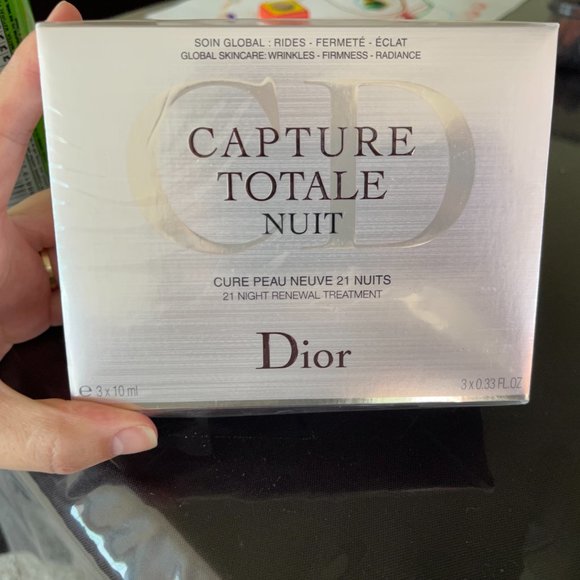 SOIN GLOBAL : RIDES - FERMETÉ - ÉCLAT
GLOBAL SKINCARE: WRINKLES - FIRMNESS - RADIANCE
CD
CAPTURE
TOTALE
NUIT
CURE PEAU NEUVE 21 NUITS
21 NIGHT RENEWAL TREATMENT
Dior
℮ 3 x 10 ml
3 x 0.33 FL.OZ